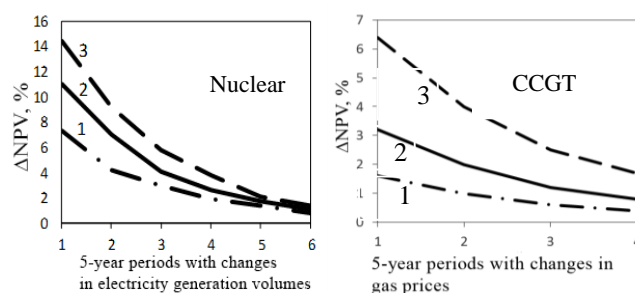 ΔNPV, %
16
14
12
10
8
6
4
2
0
3
2
1
Nuclear
1 2 3 4 5 6
5-year periods with changes
in electricity generation volumes
ΔNPV, %
7
6
5
4
3
2
1
0
3
2
1
CCGT
1 2 3 4
5-year periods with changes in
gas prices